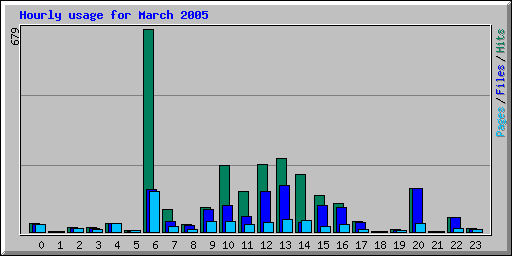 Hourly usage for March 2005
679
Pages/Files/Hits
0 1 2 3 4 5 6 7 8 9 10 11 12 13 14 15 16 17 18 19 20 21 22 23